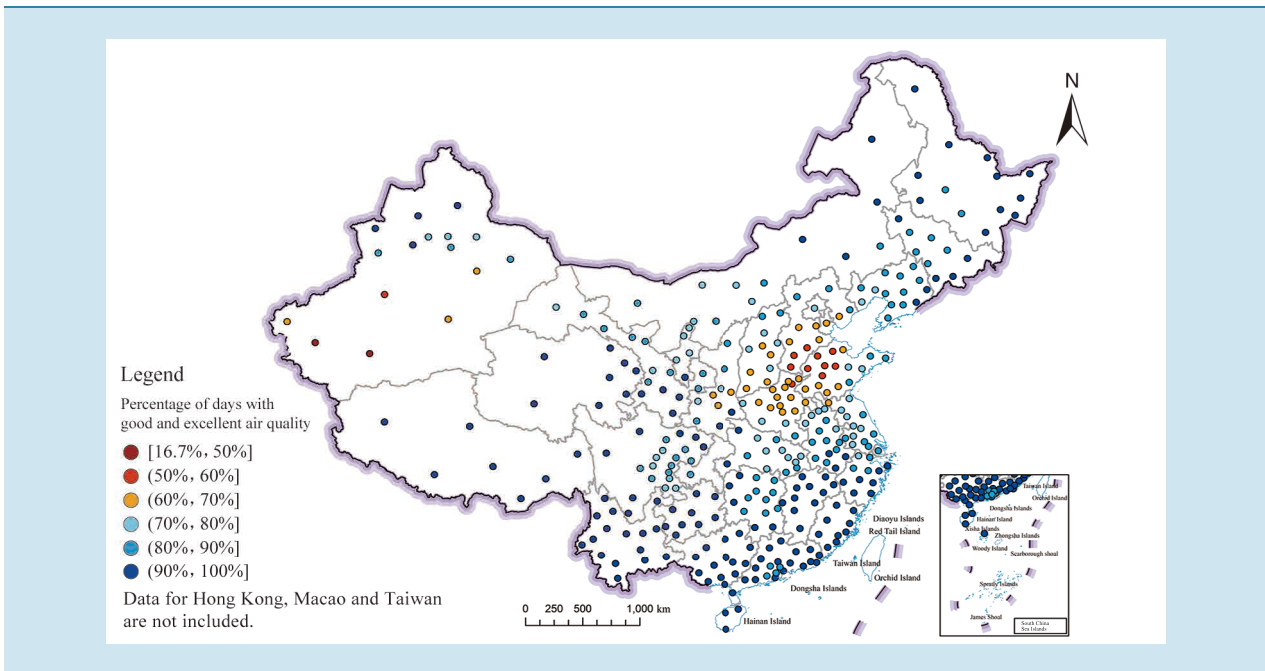 N
Legend
Percentage of days with
good and excellent air quality
[16.7%, 50%]
(50%, 60%]
(60%, 70%]
(70%, 80%]
(80%, 90%]
(90%, 100%]
Data for Hong Kong, Macao and Taiwan
are not included.
0 250 500 1,000 km
Diaoyu Islands
Red Tail Island
Taiwan Island
Orchid Island
Dongsha Islands
Hainan Island
Taiwan Island
Orchid Island
Dongsha Islands
Hainan Island
Xisha Islands
Zhongsha Islands
Woody Island
Scarborough shoal
Spratly Islands
James Shoal
South China
Sea Islands